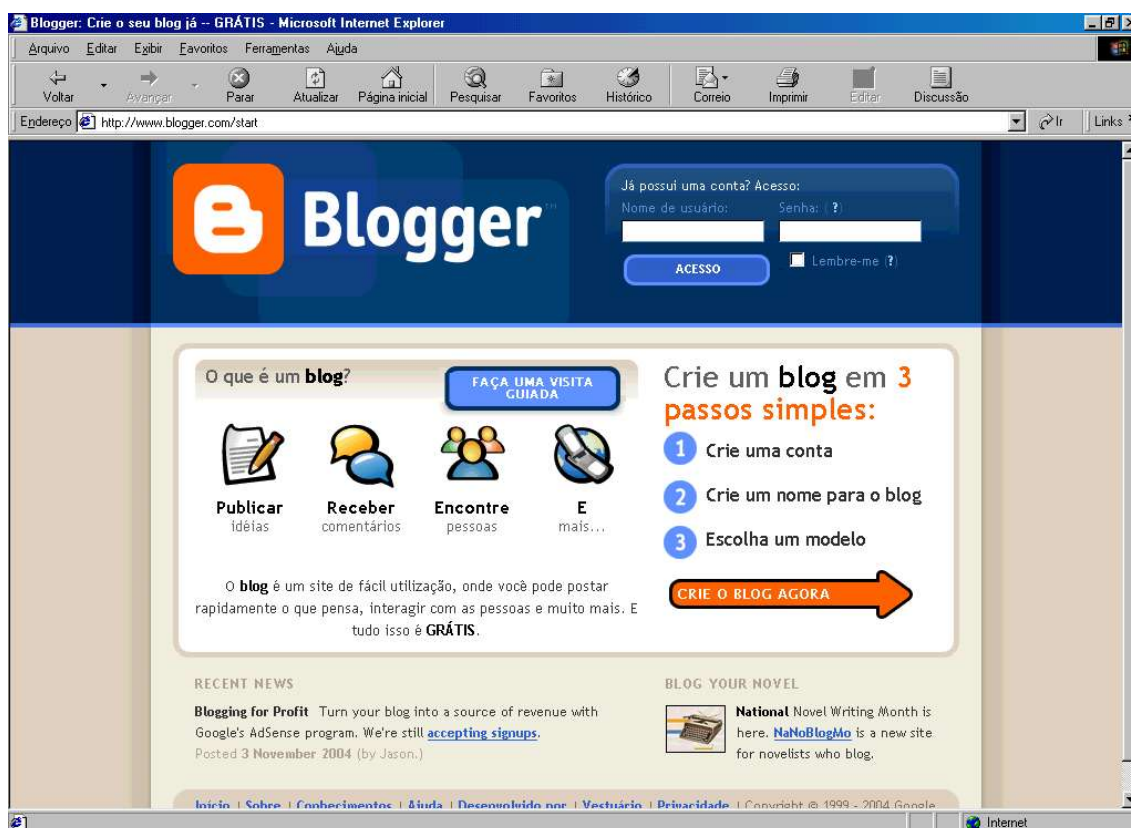 Blogger: Crie o seu blog já -- GRÁTIS - Microsoft Internet Explorer
Arquivo Editar Exibir Favoritos Ferramentas Ajuda
Voltar Avançar Parar Atualizar Página inicial Pesquisar Favoritos Histórico Correio Imprimir Editar Discussão
Endereço http://www.blogger.com/start Ir Links
Blogger™
Já possui uma conta? Acesso:
Nome de usuário: Senha: (?)
ACESSO Lembre-me (?)
O que é um blog?
FAÇA UMA VISITA
GUIADA
Publicar
idéias
Receber
comentários
Encontre
pessoas
E
mais...
O blog é um site de fácil utilização, onde você pode postar
rapidamente o que pensa, interagir com as pessoas e muito mais. E
tudo isso é GRÁTIS.
Crie um blog em 3
passos simples:
1 Crie uma conta
2 Crie um nome para o blog
3 Escolha um modelo
CRIE O BLOG AGORA
RECENT NEWS
Blogging for Profit Turn your blog into a source of revenue with
Google's AdSense program. We're still accepting signups.
Posted 3 November 2004 (by Jason.)
BLOG YOUR NOVEL
National Novel Writing Month is
here. NaNoBlogMo is a new site
for novelists who blog.
Início | Sobre | Conhecimentos | Ajuda | Desenvolvido por | Vestuário | Privacidade | Copyright © 1999 - 2004 Google
Internet